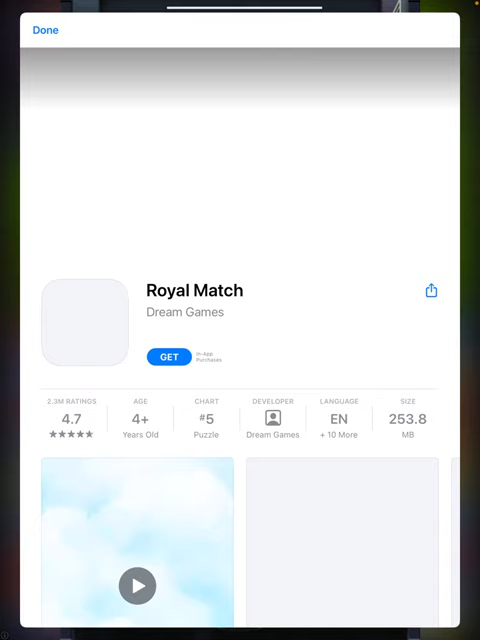 4
Done
Royal Match
Dream Games
GET
In-App
Purchases
2.3M RATINGS
4.7
★★★★★
AGE
4+
Years Old
CHART
#5
Puzzle
DEVELOPER
Dream Games
LANGUAGE
EN
+ 10 More
SIZE
253.8
MB